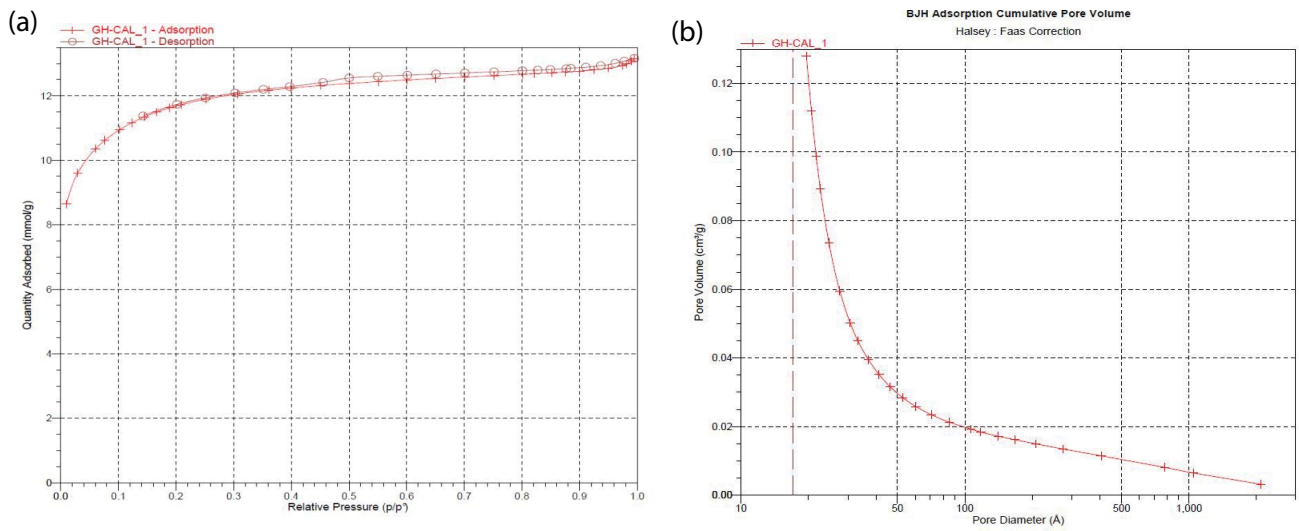 (a)
GH-CAL_1 - Adsorption
GH-CAL_1 - Desorption
Quantity Adsorbed (mmol/g)
12
10
8
6
4
2
0
0.0 0.1 0.2 0.3 0.4 0.5 0.6 0.7 0.8 0.9 1.0
Relative Pressure (p/p°)
(b)
BJH Adsorption Cumulative Pore Volume
Halsey : Faas Correction
GH-CAL_1
Pore Volume (cm³/g)
0.12
0.10
0.08
0.06
0.04
0.02
0.00
10 50 100 500 1,000
Pore Diameter (Å)